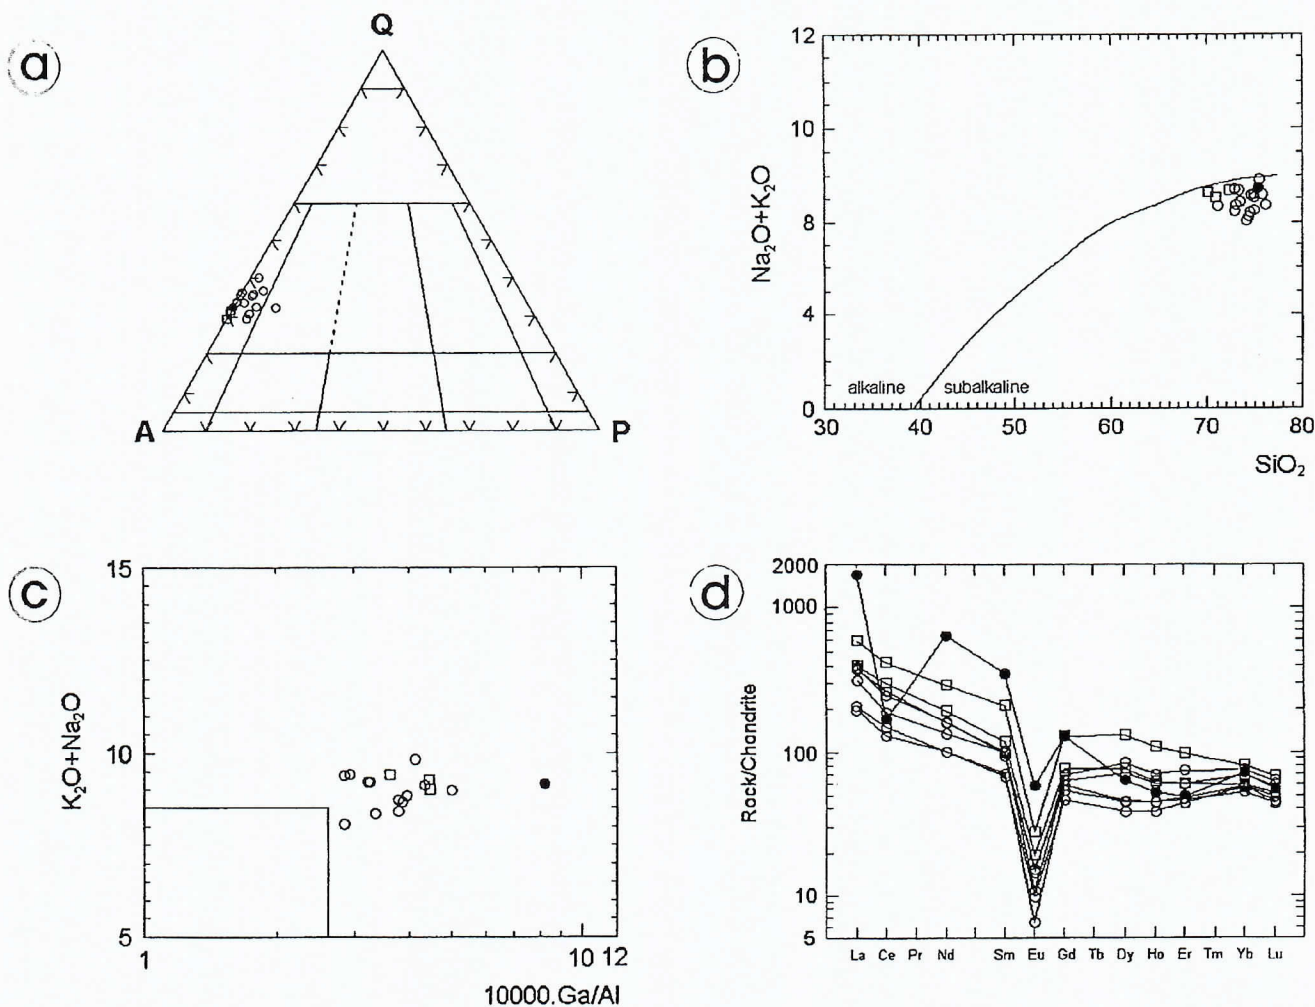 a
Q
A
P
b
12
10
8
4
0
Na₂O+K₂O
alkaline
subalkaline
30
40
50
60
70
80
SiO₂
c
15
10
5
K₂O+Na₂O
1
10
12
10000.Ga/Al
d
2000
1000
100
10
5
Rock/Chondrite
La Ce Pr Nd Sm Eu Gd Tb Dy Ho Er Tm Yb Lu